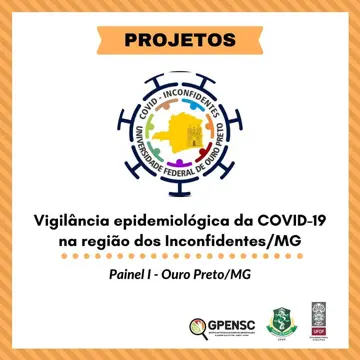 PROJETOS
COVID - INCONFIDENTES
UNIVERSIDADE FEDERAL DE OURO PRETO
Vigilância epidemiológica da COVID-19
na região dos Inconfidentes/MG
Painel I - Ouro Preto/MG
GPENSC
UFOP